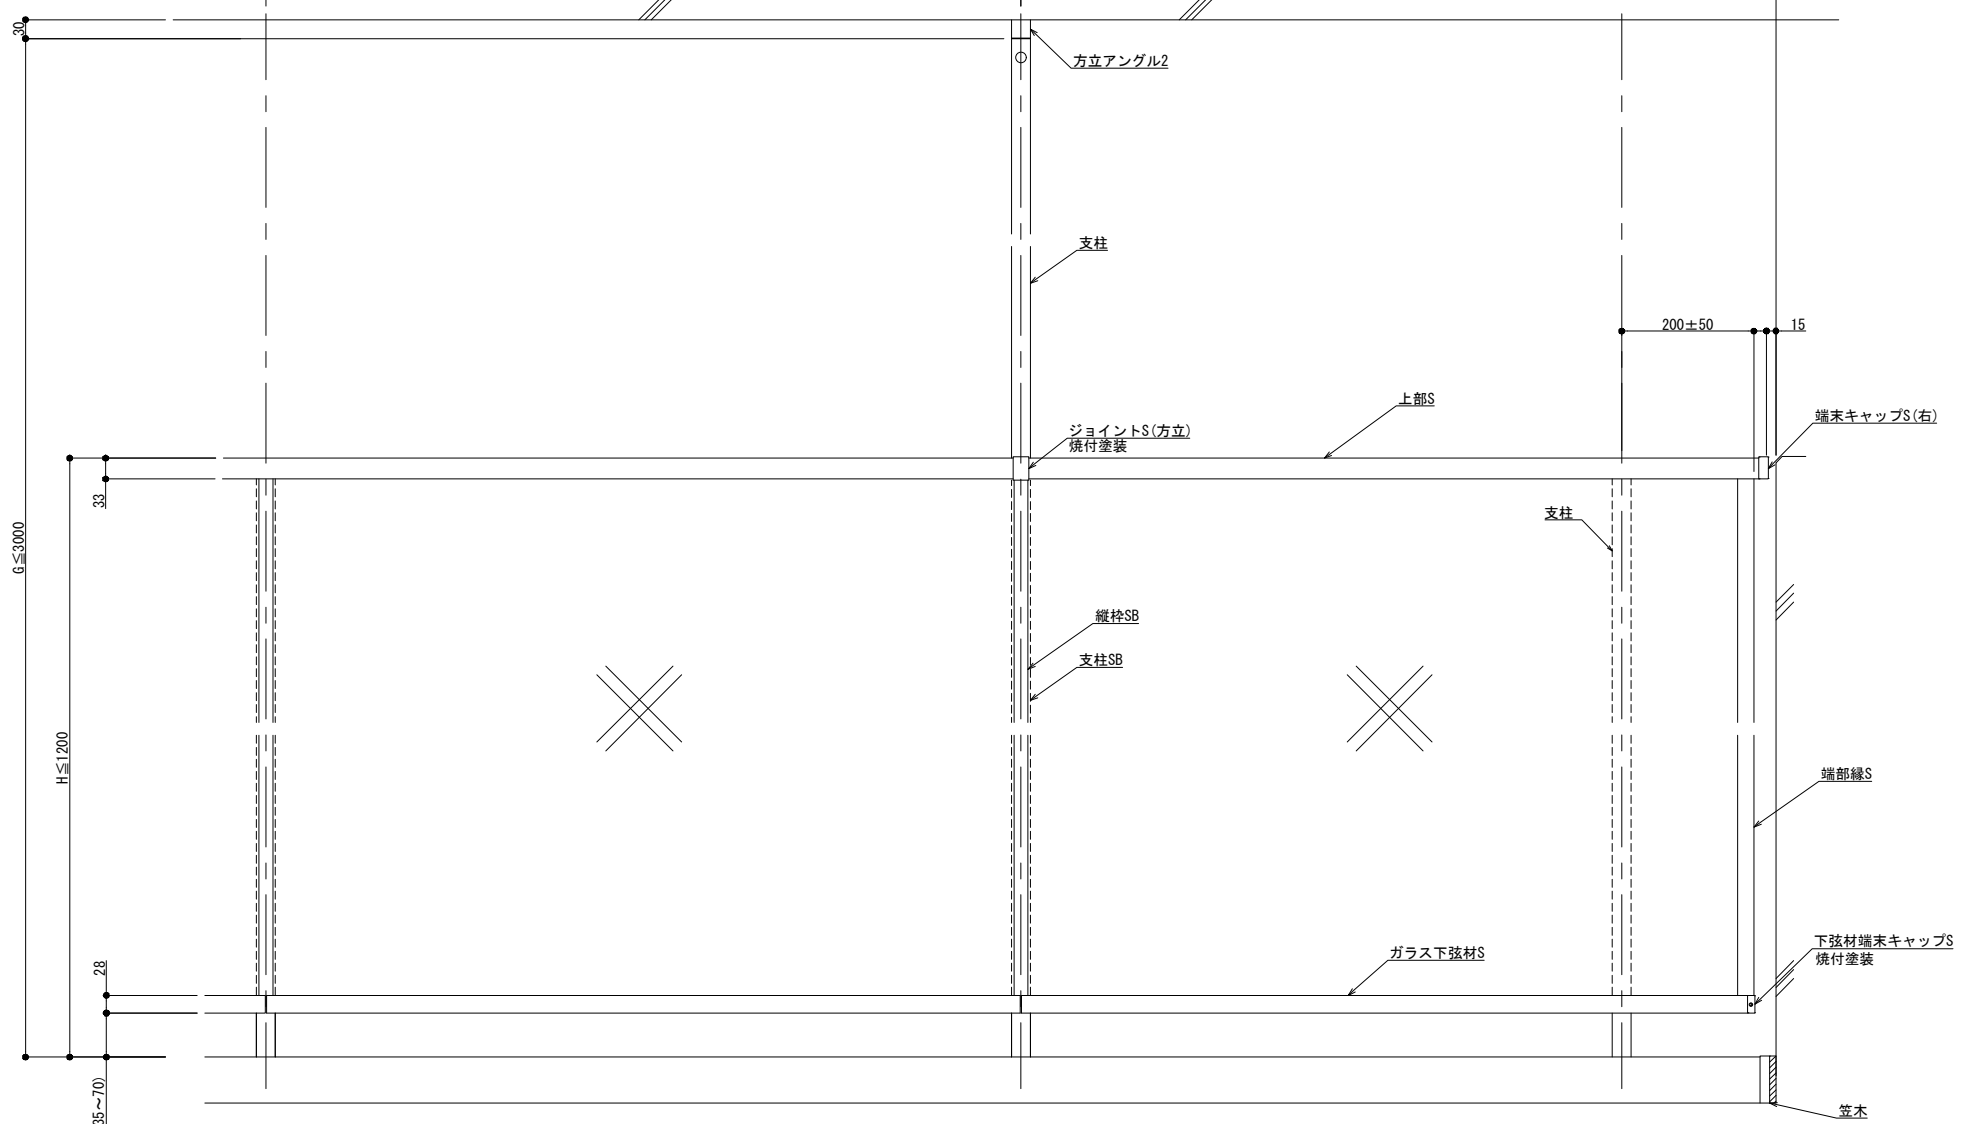 30
方立アングル2
支柱
200±50
15
上部S
端末キャップS(右)
ジョイントS(方立)
焼付塗装
33
支柱
G≦3000
縦枠SB
支柱SB
H≦1200
端部縁S
下弦材端末キャップS
焼付塗装
ガラス下弦材S
28
35~70)
笠木